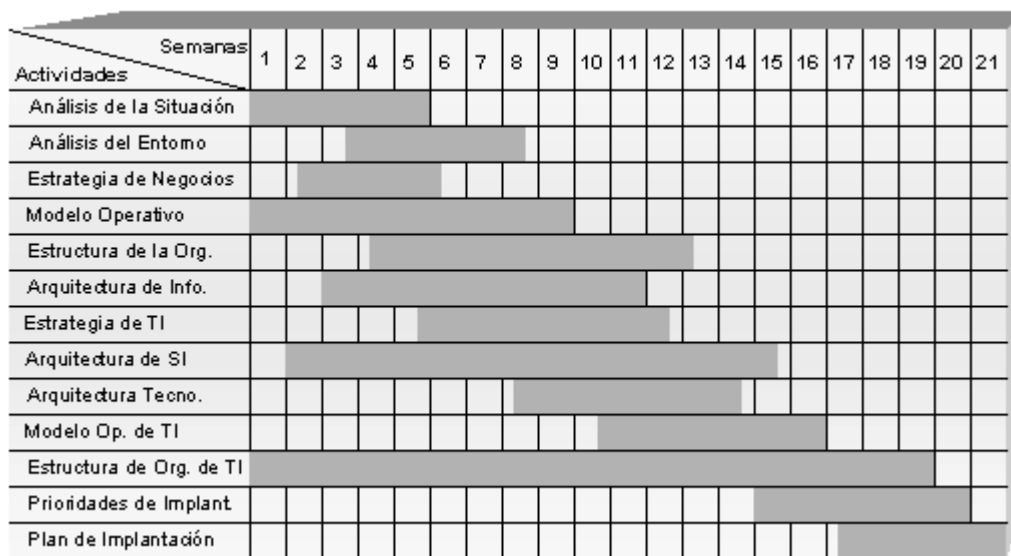 Semanas
Actividades
1 2 3 4 5 6 7 8 9 10 11 12 13 14 15 16 17 18 19 20 21
Análisis de la Situación
Análisis del Entorno
Estrategia de Negocios
Modelo Operativo
Estructura de la Org.
Arquitectura de Info.
Estrategia de TI
Arquitectura de SI
Arquitectura Tecno.
Modelo Op. de TI
Estructura de Org. de TI
Prioridades de Implant.
Plan de Implantación